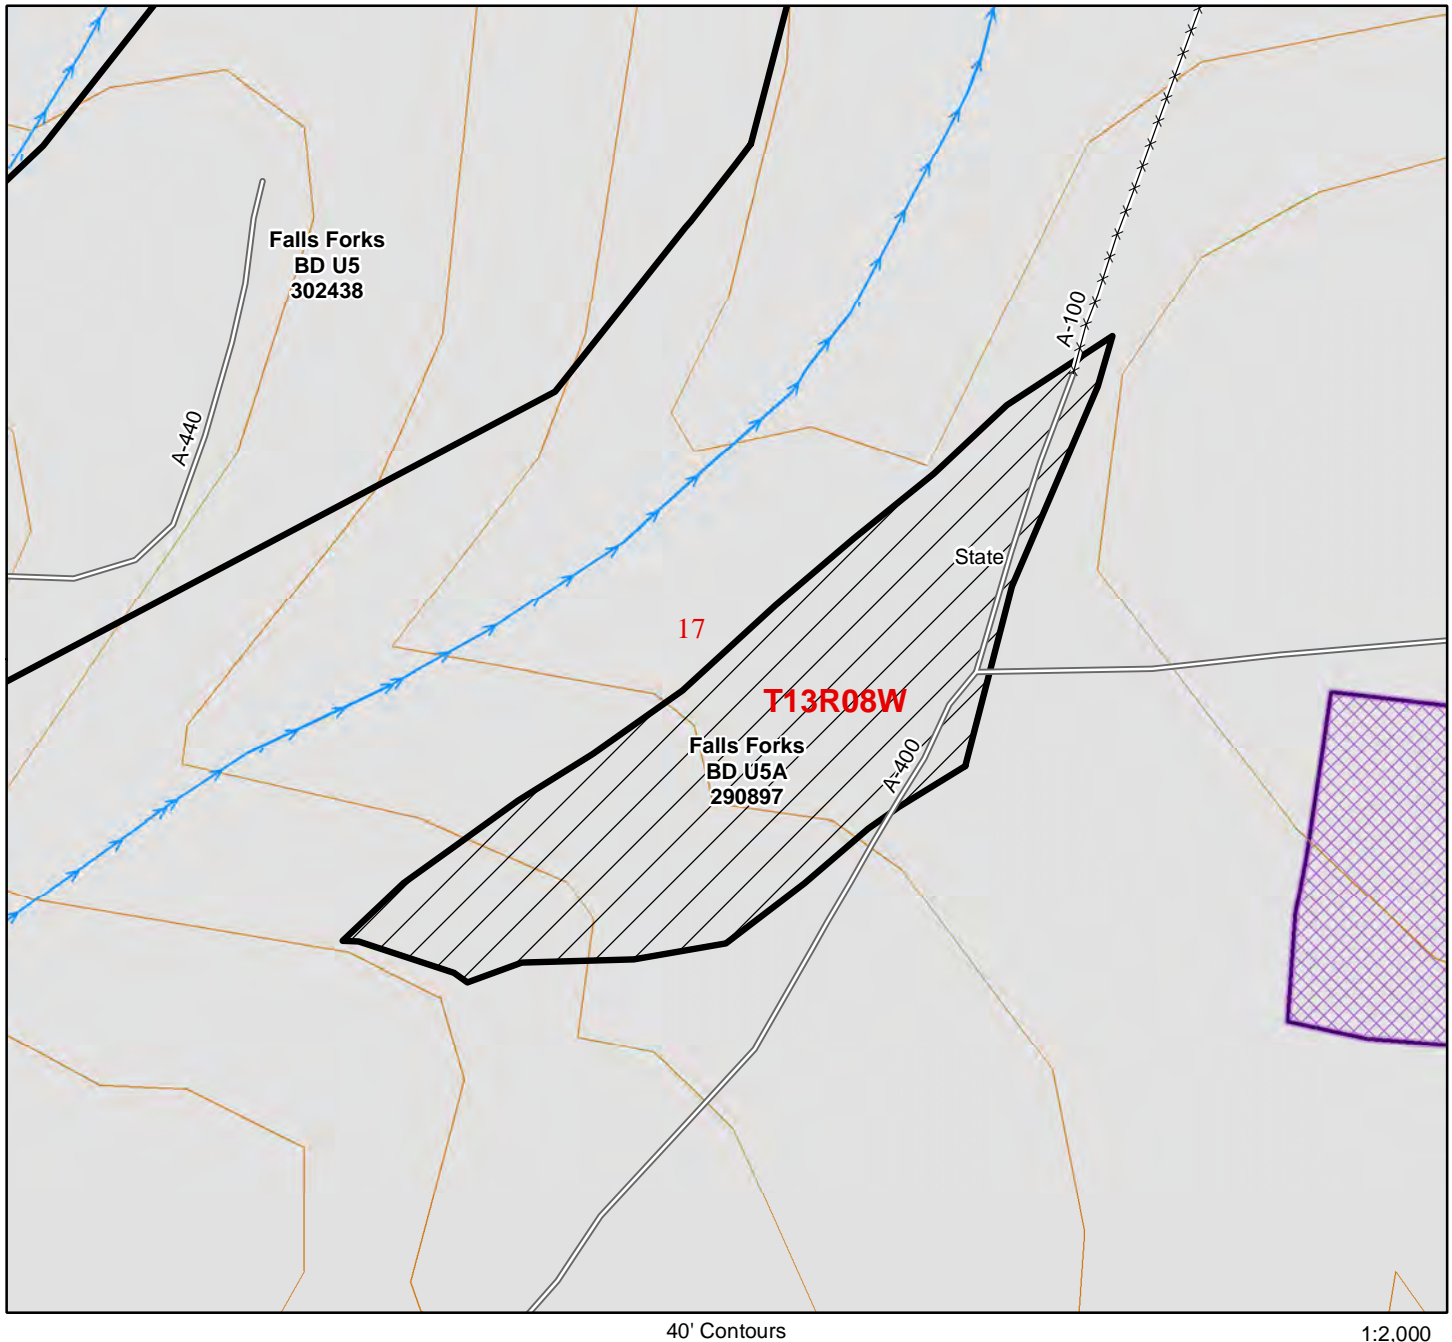 Falls Forks
BD U5
302438
A-100
A-440
State
17
T13R08W
Falls Forks
BD U5A
290897
A-400
40' Contours
1:2,000